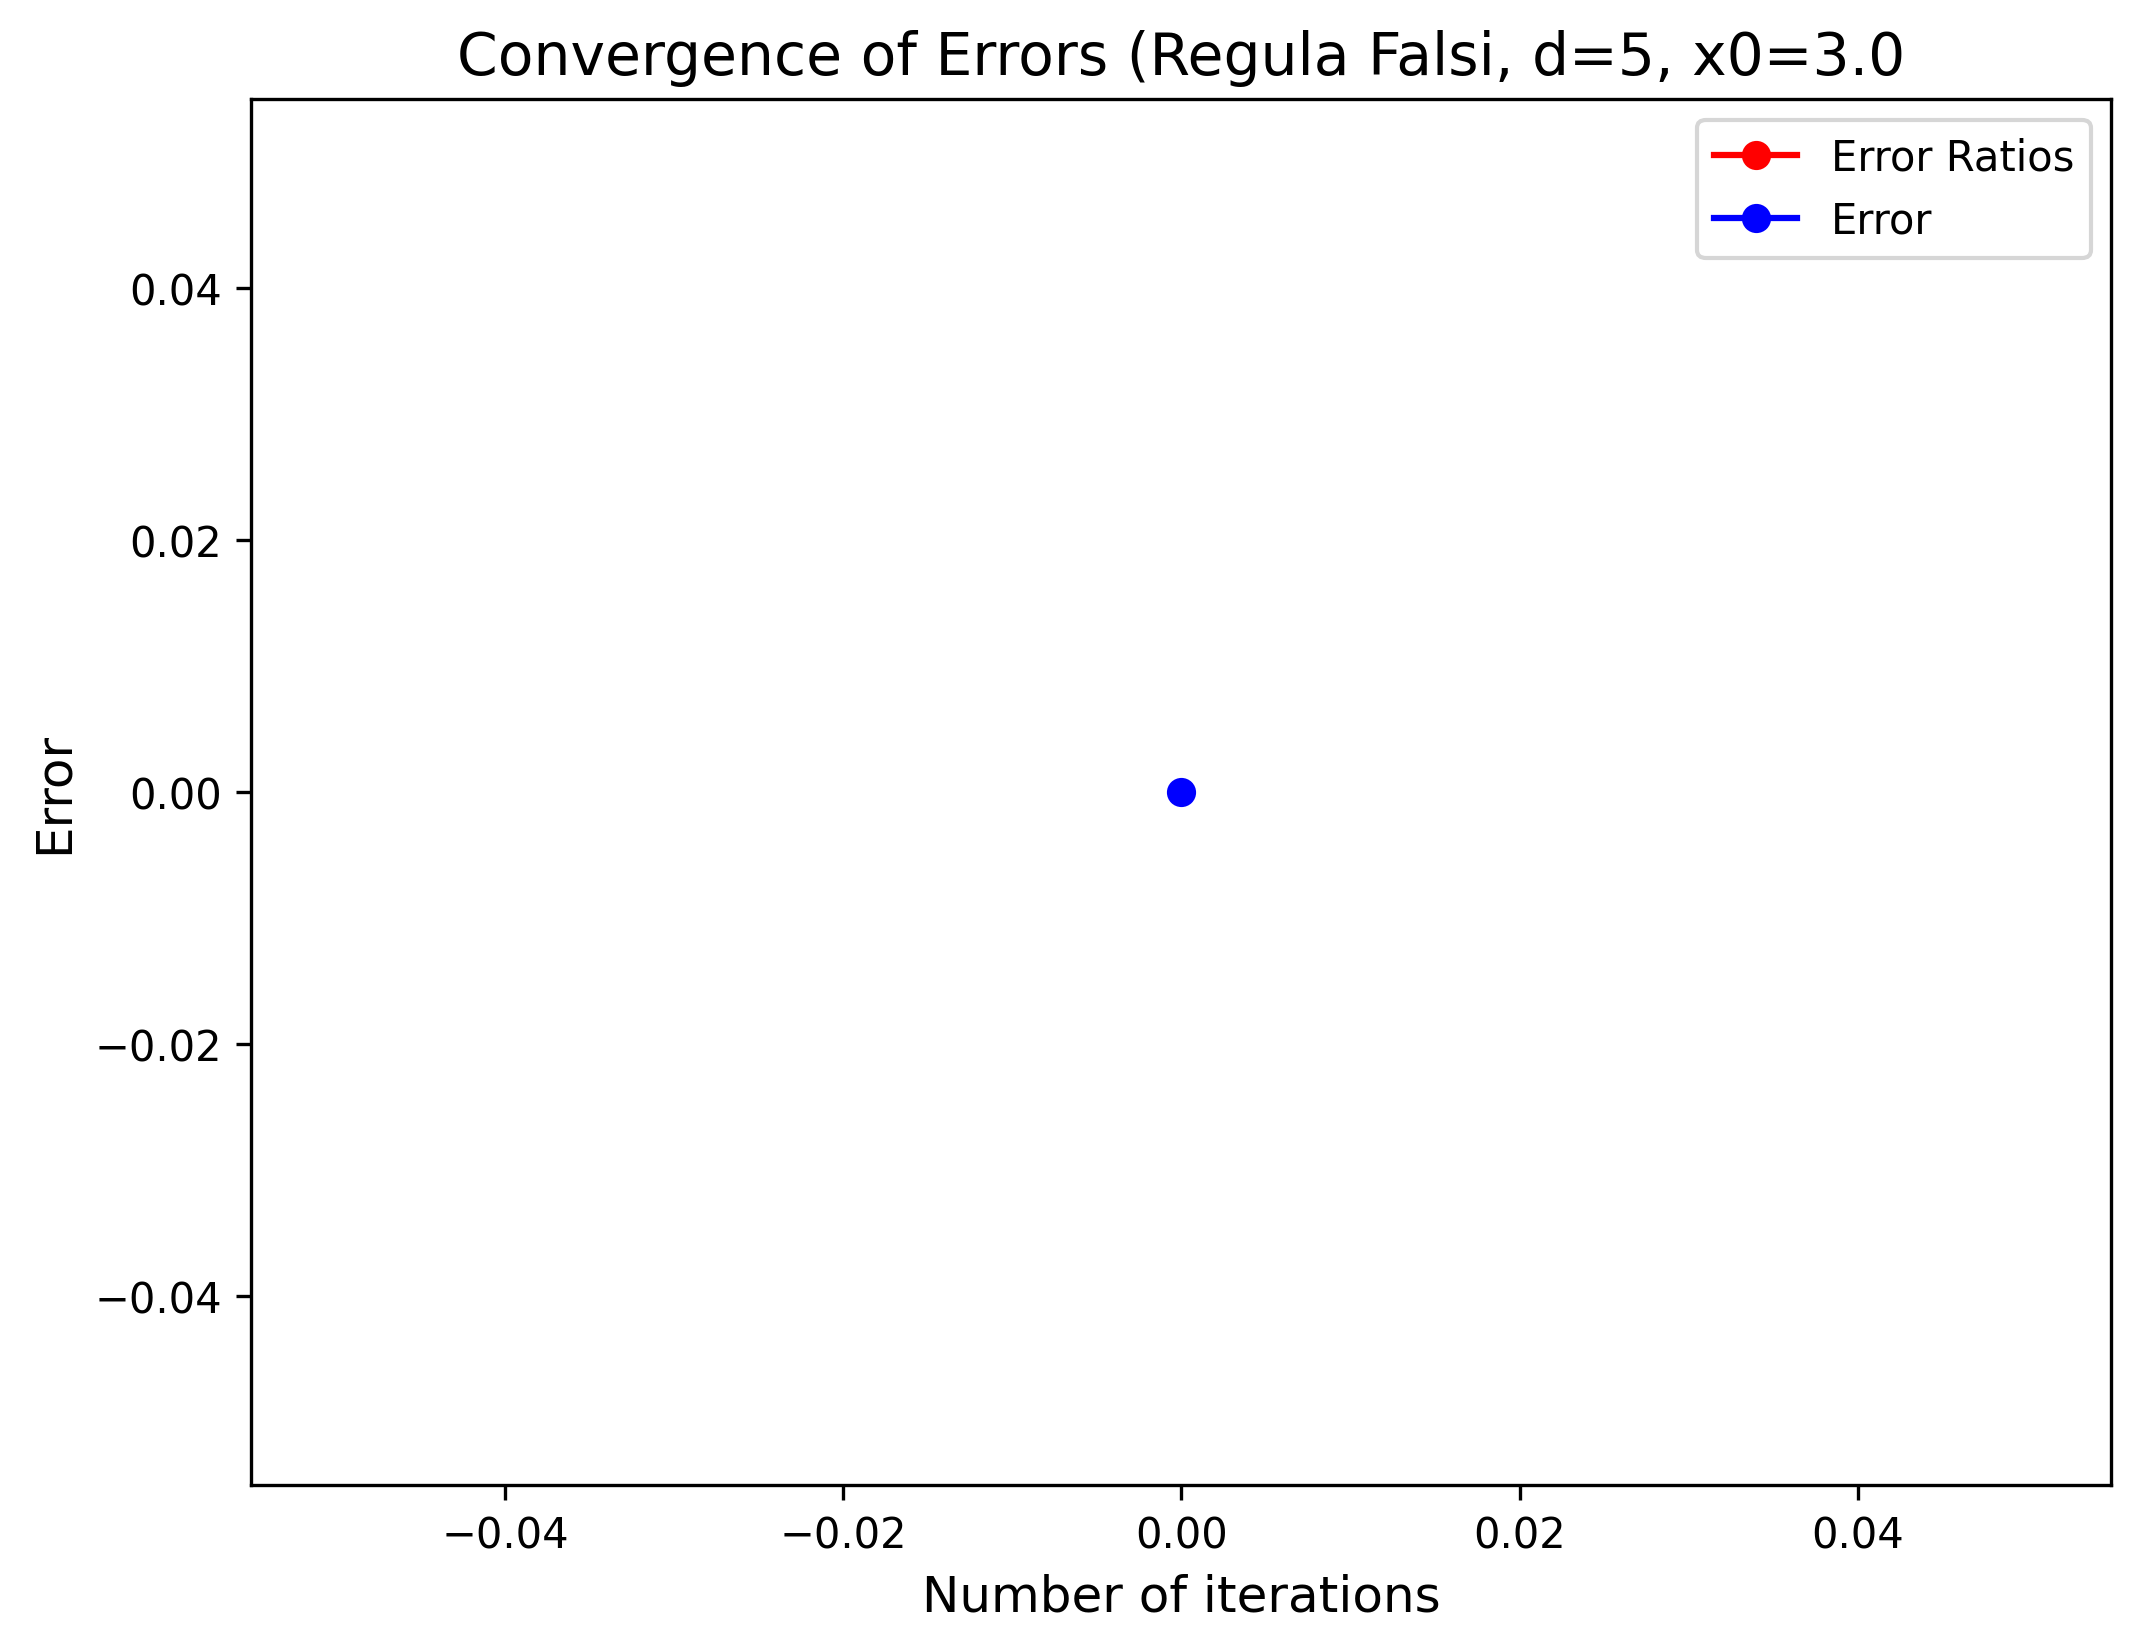 Convergence of Errors (Regula Falsi, d=5, x0=3.0
Error Ratios
Error
0.04
0.02
0.00
−0.02
−0.04
Error
−0.04
−0.02
0.00
0.02
0.04
Number of iterations